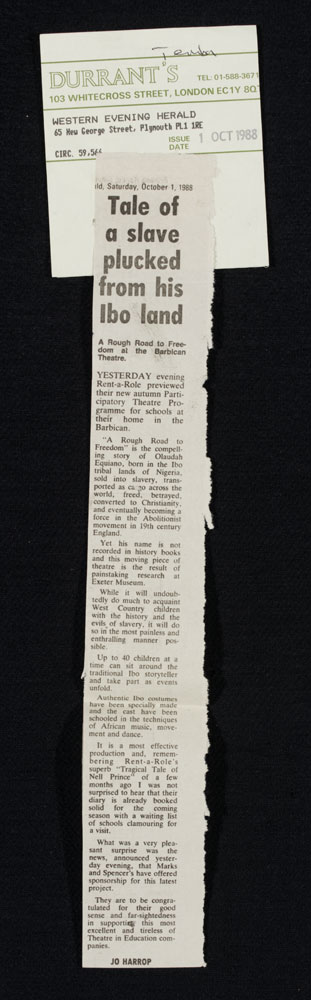 DURRANT'S
TEL: 01-588-3671
103 WHITECROSS STREET, LONDON EC1Y 8Q
WESTERN EVENING HERALD
65 New George Street, Plymouth PL1 1RE
ISSUE
DATE
1 OCT 1988
CIRC. 59,564
ld, Saturday, October 1, 1988
Tale of
a slave
plucked
from his
Ibo land
A Rough Road to Free-
dom at the Barbican
Theatre.
YESTERDAY evening
Rent-a-Role previewed
their new autumn Parti-
cipatory Theatre Pro-
gramme for schools at
their home in the
Barbican.
"A Rough Road to
Freedom" is the compell-
ing story of Olaudah
Equiano, born in the Ibo
tribal lands of Nigeria,
sold into slavery, trans-
ported as cargo across the
world, freed, betrayed,
converted to Christianity,
and eventually becoming a
force in the Abolitionist
movement in 19th century
England.
Yet his name is not
recorded in history books
and this moving piece of
theatre is the result of
painstaking research at
Exeter Museum.
While it will undoub-
tedly do much to acquaint
West Country children
with the history and the
evils of slavery, it will do
so in the most painless and
enthralling manner pos-
sible.
Up to 40 children at a
time can sit around the
traditional Ibo storyteller
and take part as events
unfold.
Authentic Ibo costumes
have been specially made
and the cast have been
schooled in the techniques
of African music, move-
ment and dance.
It is a most effective
production and, remem-
bering Rent-a-Role's
superb "Tragical Tale of
Nell Prince" of a few
months ago I was not
surprised to hear that their
diary is already booked
solid for the coming
season with a waiting list
of schools clamouring for
a visit.
What was a very plea-
sant surprise was the
news, announced yester-
day evening, that Marks
and Spencer's have offered
sponsorship for this latest
project.
They are to be congra-
tulated for their good
sense and far-sightedness
in supporting this most
excellent and tireless of
Theatre in Education com-
panies.
JO HARROP